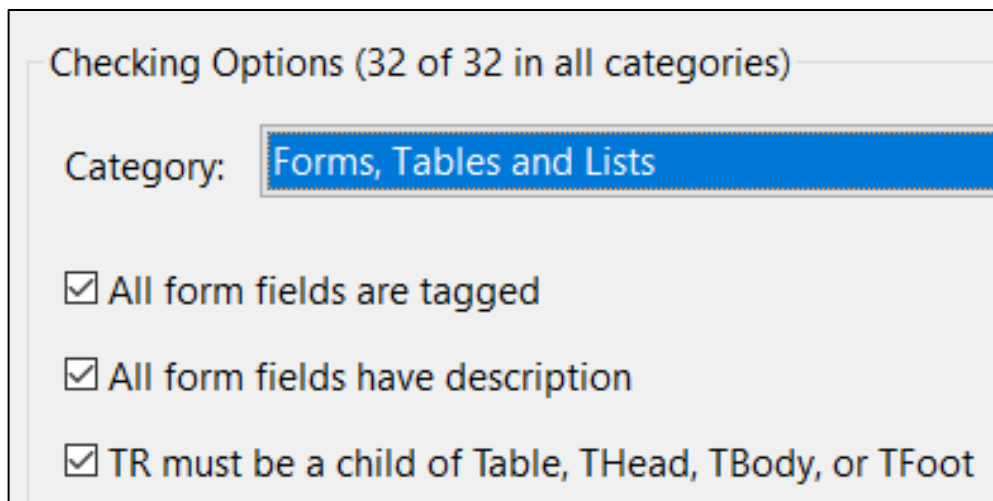 Checking Options (32 of 32 in all categories)
Category: Forms, Tables and Lists
All form fields are tagged
All form fields have description
TR must be a child of Table, THead, TBody, or TFoot